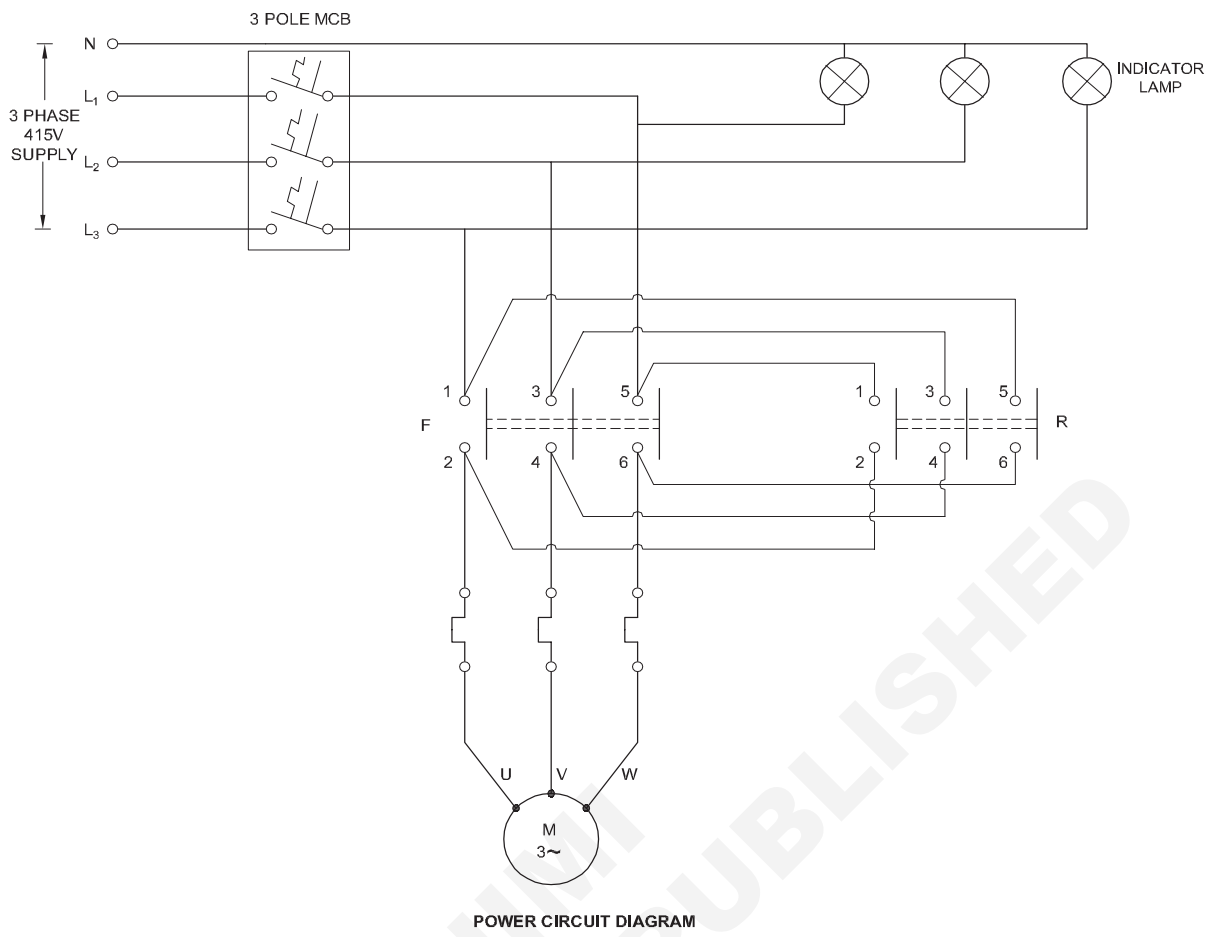 3 POLE MCB
N
L1
3 PHASE
415V
SUPPLY
L2
L3
INDICATOR
LAMP
1 3 5 1 3 5
F R
2 4 6 2 4 6
U V W
M
3~
POWER CIRCUIT DIAGRAM
PUBLISHED